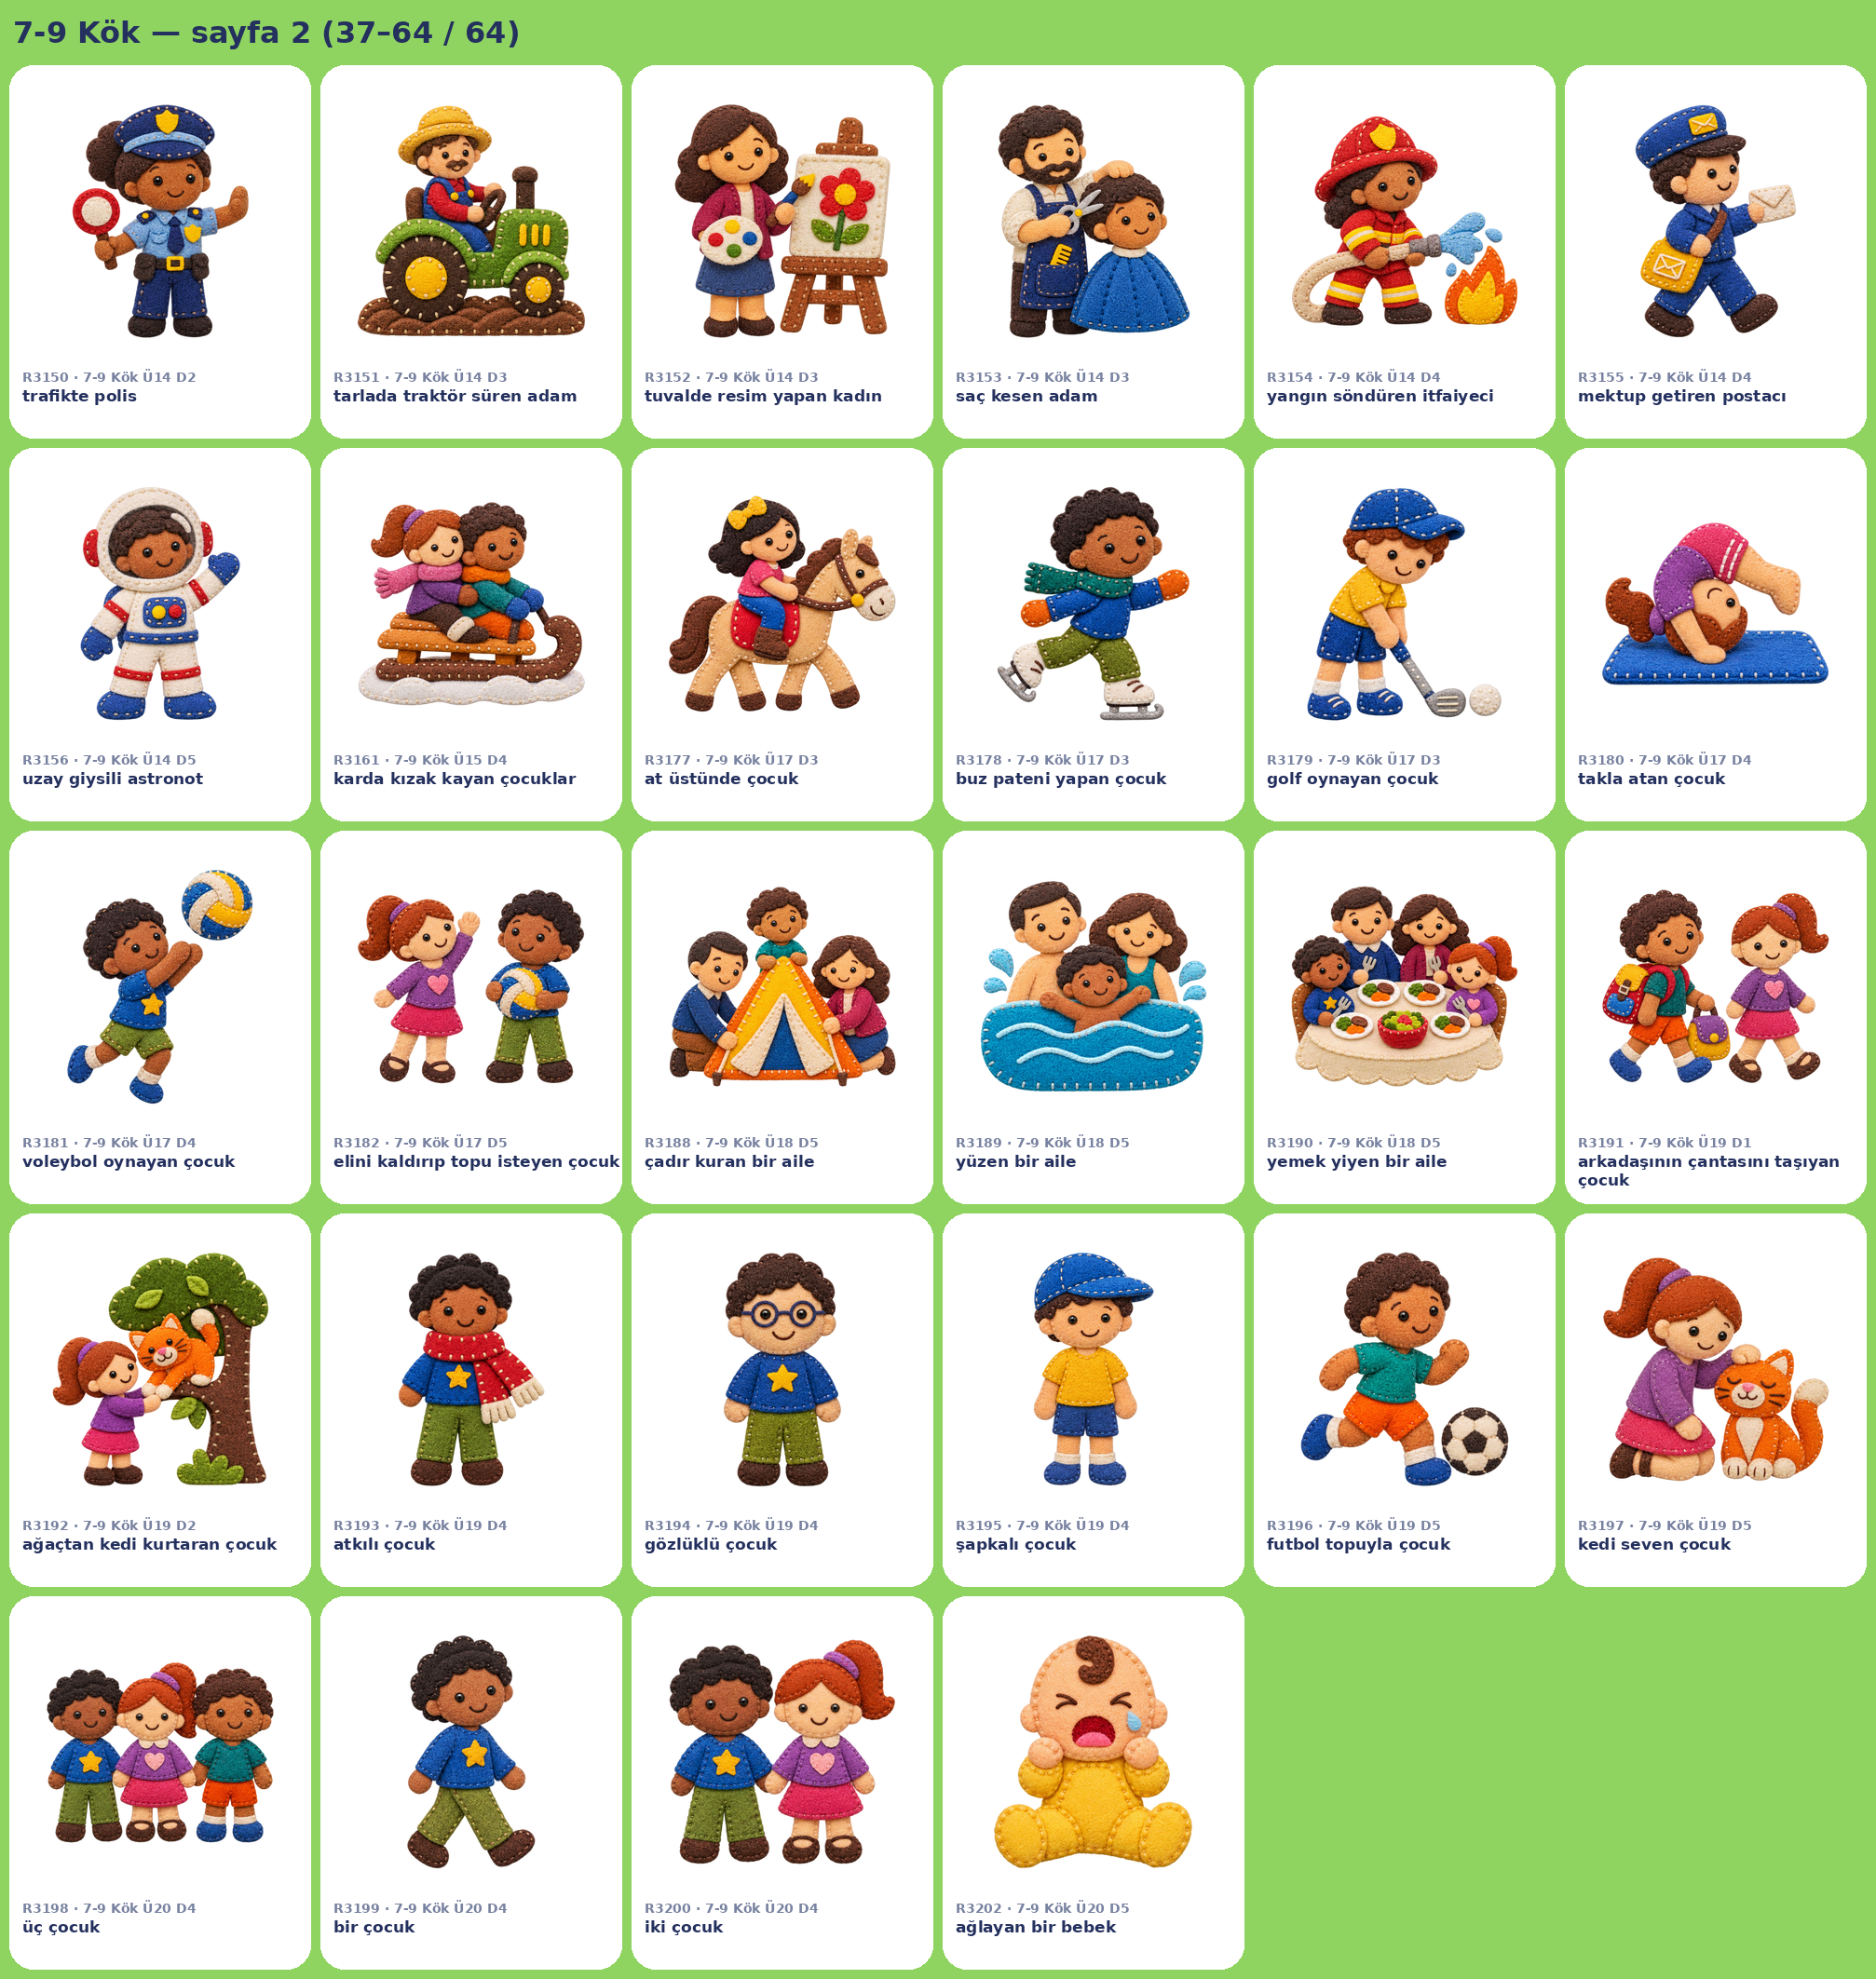 7-9 Kök — sayfa 2 (37–64 / 64)
R3150 · 7-9 Kök Ü14 D2
trafikte polis
R3151 · 7-9 Kök Ü14 D3
tarlada traktör süren adam
R3152 · 7-9 Kök Ü14 D3
tuvalde resim yapan kadın
R3153 · 7-9 Kök Ü14 D3
saç kesen adam
R3154 · 7-9 Kök Ü14 D4
yangın söndüren itfaiyeci
R3155 · 7-9 Kök Ü14 D4
mektup getiren postacı
R3156 · 7-9 Kök Ü14 D5
uzay giysili astronot
R3161 · 7-9 Kök Ü15 D4
karda kızak kayan çocuklar
R3177 · 7-9 Kök Ü17 D3
at üstünde çocuk
R3178 · 7-9 Kök Ü17 D3
buz pateni yapan çocuk
R3179 · 7-9 Kök Ü17 D3
golf oynayan çocuk
R3180 · 7-9 Kök Ü17 D4
takla atan çocuk
R3181 · 7-9 Kök Ü17 D4
voleybol oynayan çocuk
R3182 · 7-9 Kök Ü17 D5
elini kaldırıp topu isteyen çocuk
R3188 · 7-9 Kök Ü18 D5
çadır kuran bir aile
R3189 · 7-9 Kök Ü18 D5
yüzen bir aile
R3190 · 7-9 Kök Ü18 D5
yemek yiyen bir aile
R3191 · 7-9 Kök Ü19 D1
arkadaşının çantasını taşıyan
çocuk
R3192 · 7-9 Kök Ü19 D2
ağaçtan kedi kurtaran çocuk
R3193 · 7-9 Kök Ü19 D4
atkılı çocuk
R3194 · 7-9 Kök Ü19 D4
gözlüklü çocuk
R3195 · 7-9 Kök Ü19 D4
şapkalı çocuk
R3196 · 7-9 Kök Ü19 D5
futbol topuyla çocuk
R3197 · 7-9 Kök Ü19 D5
kedi seven çocuk
R3198 · 7-9 Kök Ü20 D4
üç çocuk
R3199 · 7-9 Kök Ü20 D4
bir çocuk
R3200 · 7-9 Kök Ü20 D4
iki çocuk
R3202 · 7-9 Kök Ü20 D5
ağlayan bir bebek